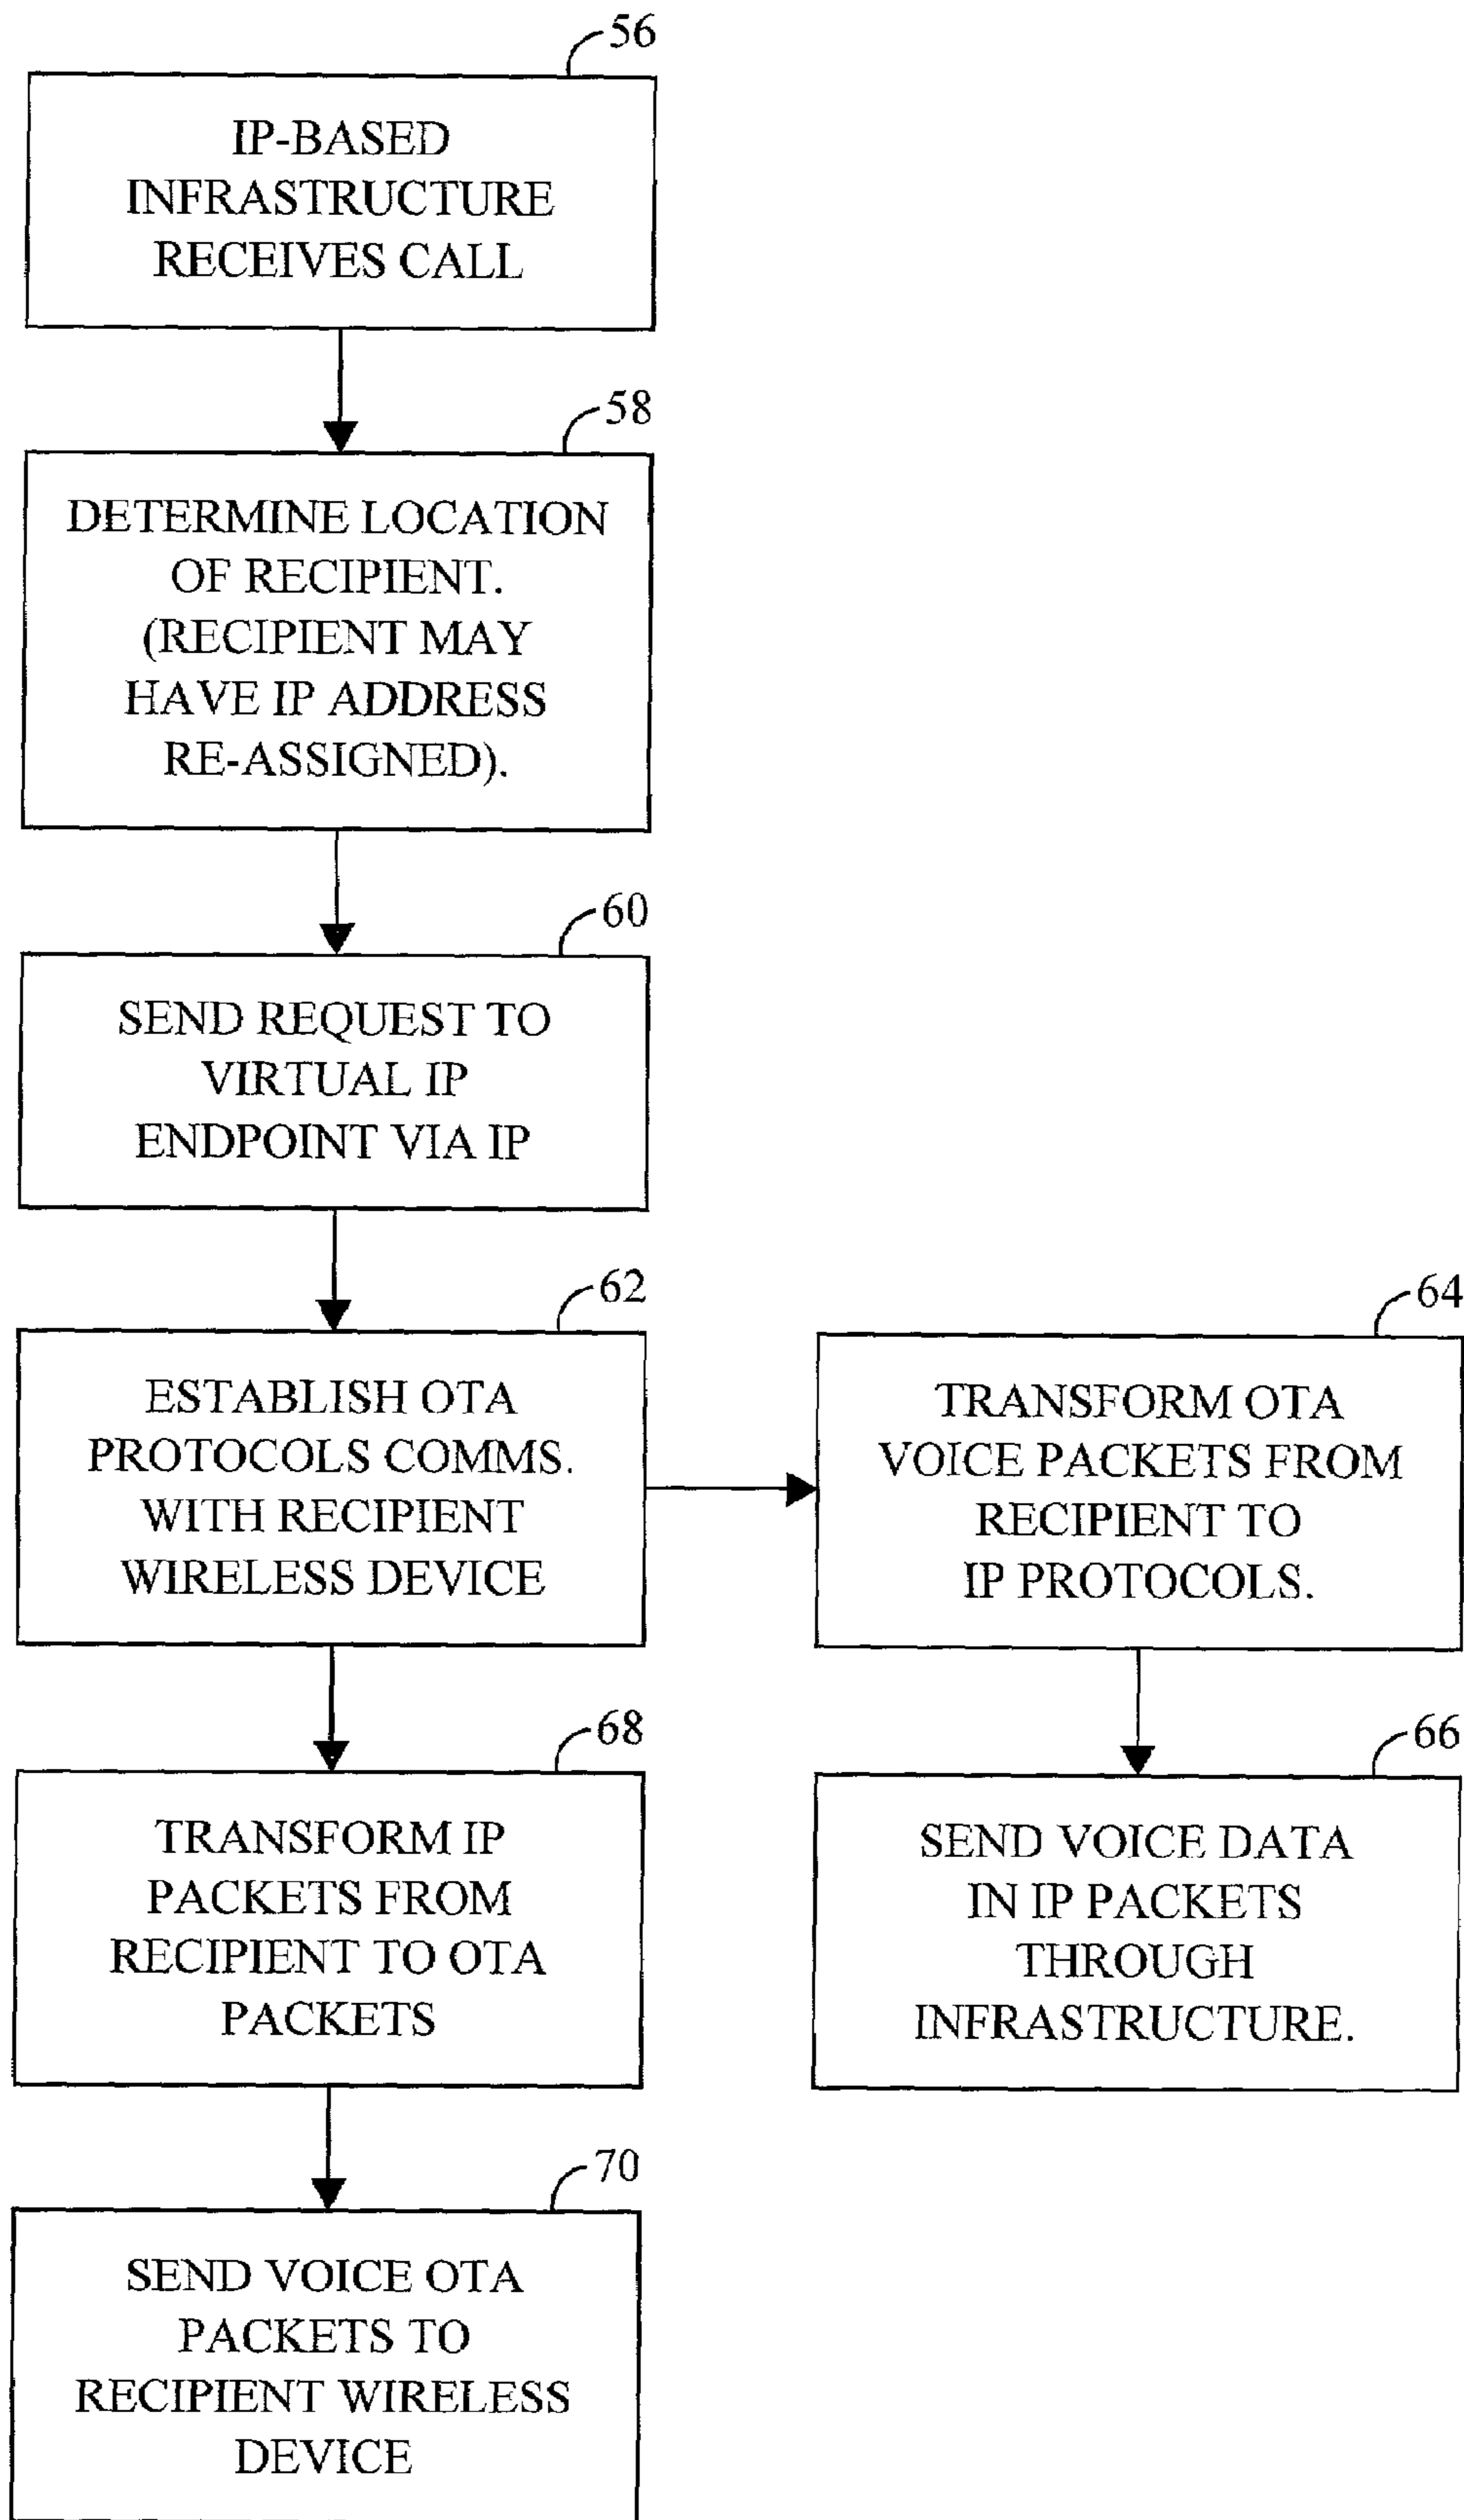 56
IP-BASED
INFRASTRUCTURE
RECEIVES CALL
58
DETERMINE LOCATION
OF RECIPIENT.
(RECIPIENT MAY
HAVE IP ADDRESS
RE-ASSIGNED).
60
SEND REQUEST TO
VIRTUAL IP
ENDPOINT VIA IP
62
ESTABLISH OTA
PROTOCOLS COMMS.
WITH RECIPIENT
WIRELESS DEVICE
64
TRANSFORM OTA
VOICE PACKETS FROM
RECIPIENT TO
IP PROTOCOLS.
68
TRANSFORM IP
PACKETS FROM
RECIPIENT TO OTA
PACKETS
66
SEND VOICE DATA
IN IP PACKETS
THROUGH
INFRASTRUCTURE.
70
SEND VOICE OTA
PACKETS TO
RECIPIENT WIRELESS
DEVICE